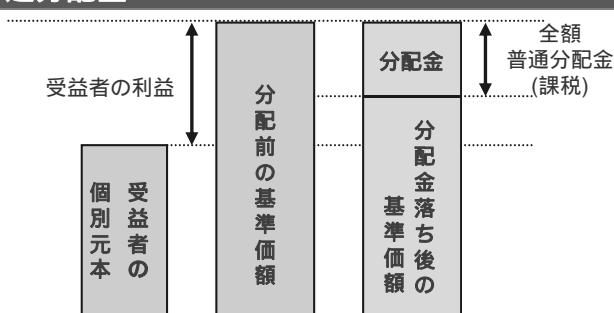 受益者の利益
分配前の基準価額
分配金
全額
普通分配金
(課税)
受益者の
個別元本
分配金落ち後の
基準価額